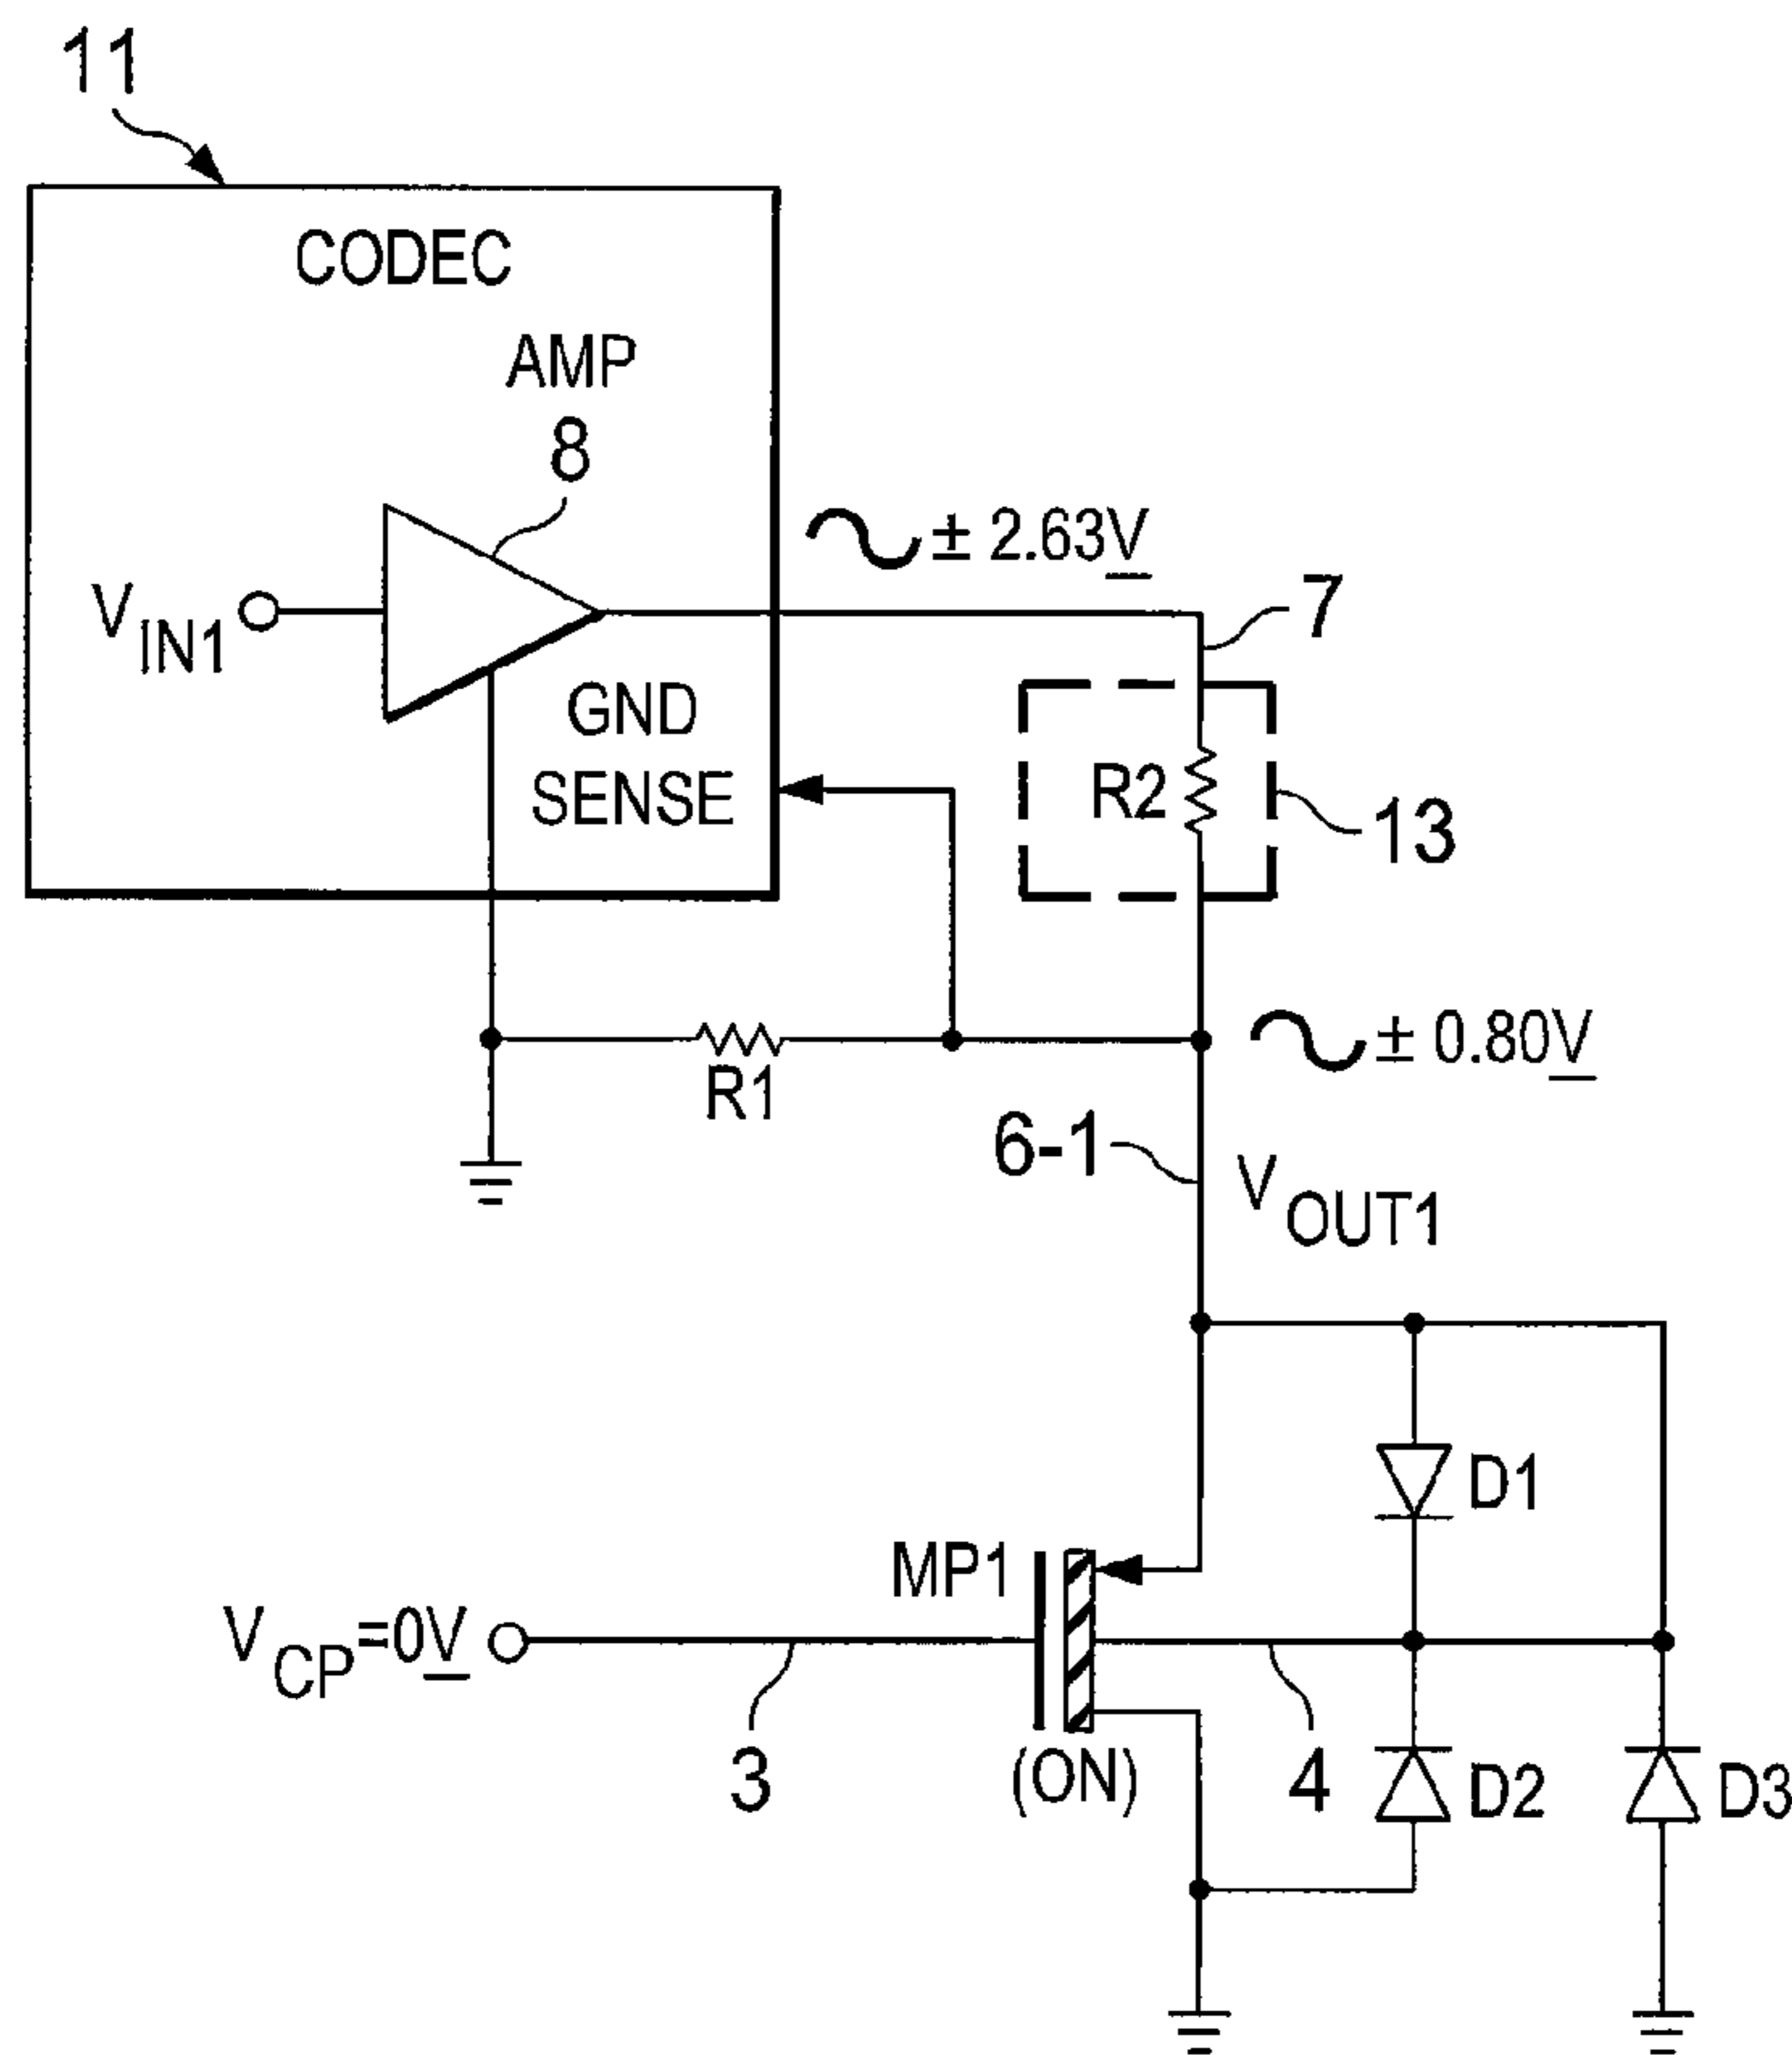 11
CODEC
AMP
8
± 2.63V
VIN1
7
GND
SENSE
R2
13
± 0.80V
R1
6-1
VOUT1
D1
MP1
VCP=0V
3
(ON)
4
D2
D3